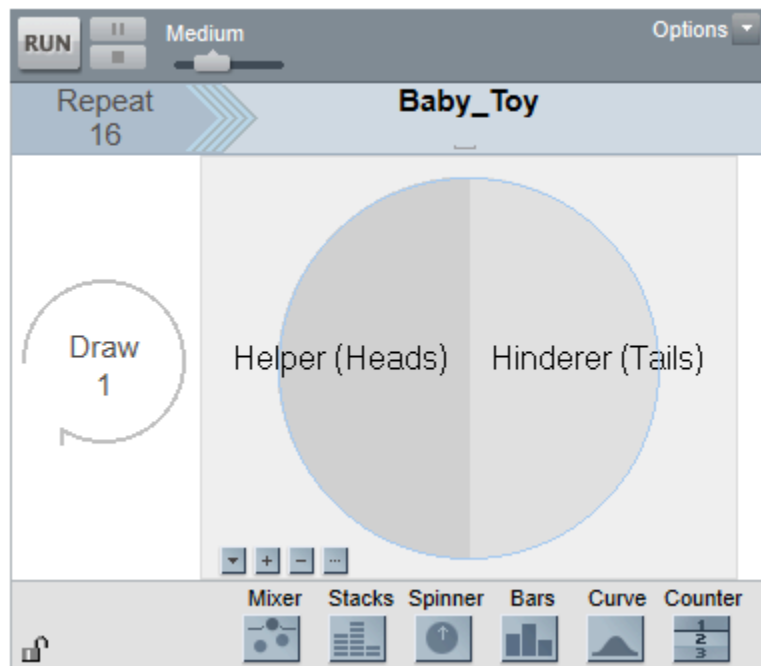 RUN
Medium
Options
Repeat
16
Baby_Toy
Draw
1
Helper (Heads)
Hinderer (Tails)
Mixer
Stacks
Spinner
Bars
Curve
Counter
1
2
3